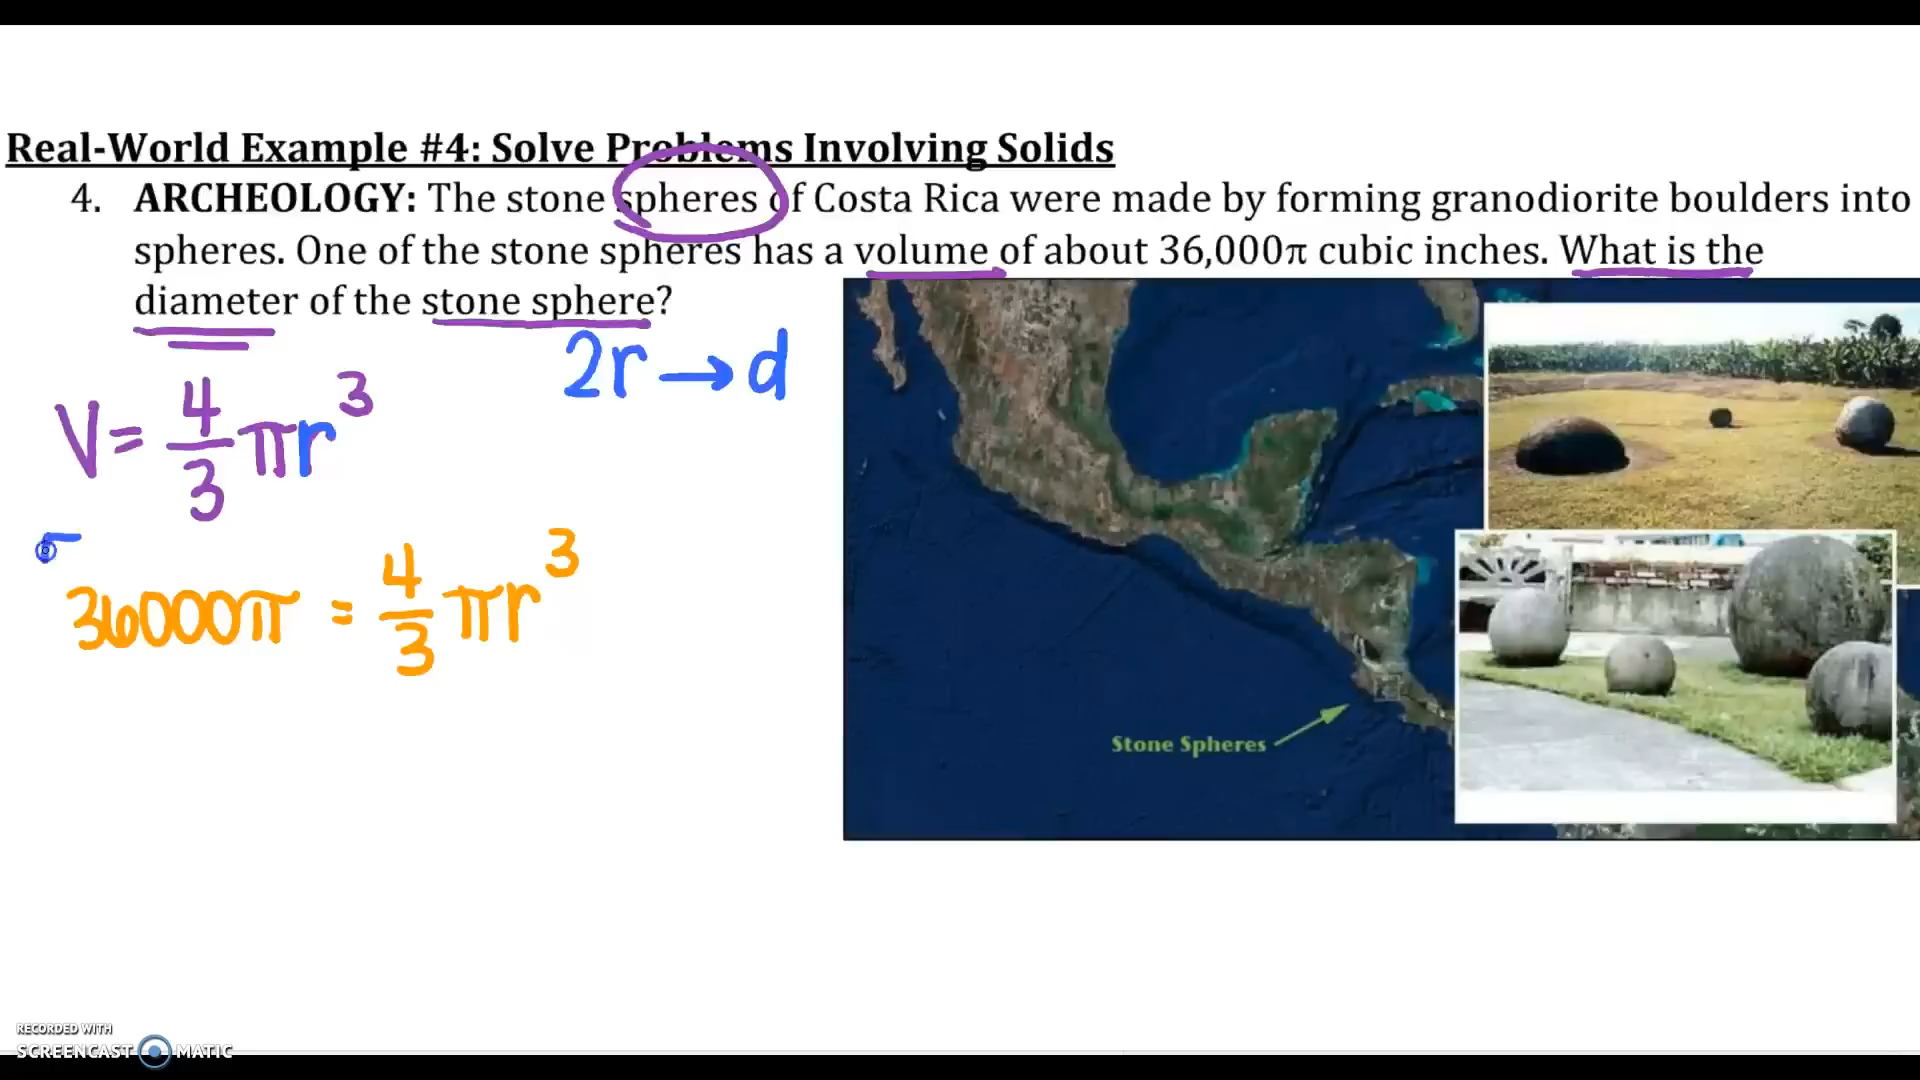 Real-World Example #4: Solve Problems Involving Solids
4. ARCHEOLOGY: The stone spheres of Costa Rica were made by forming granodiorite boulders into
spheres. One of the stone spheres has a volume of about 36,000π cubic inches. What is the
diameter of the stone sphere?
2r → d
V = 4/3 πr³
36000π = 4/3 πr³
Stone Spheres
RECORDED WITH
SCREENCAST MATIC